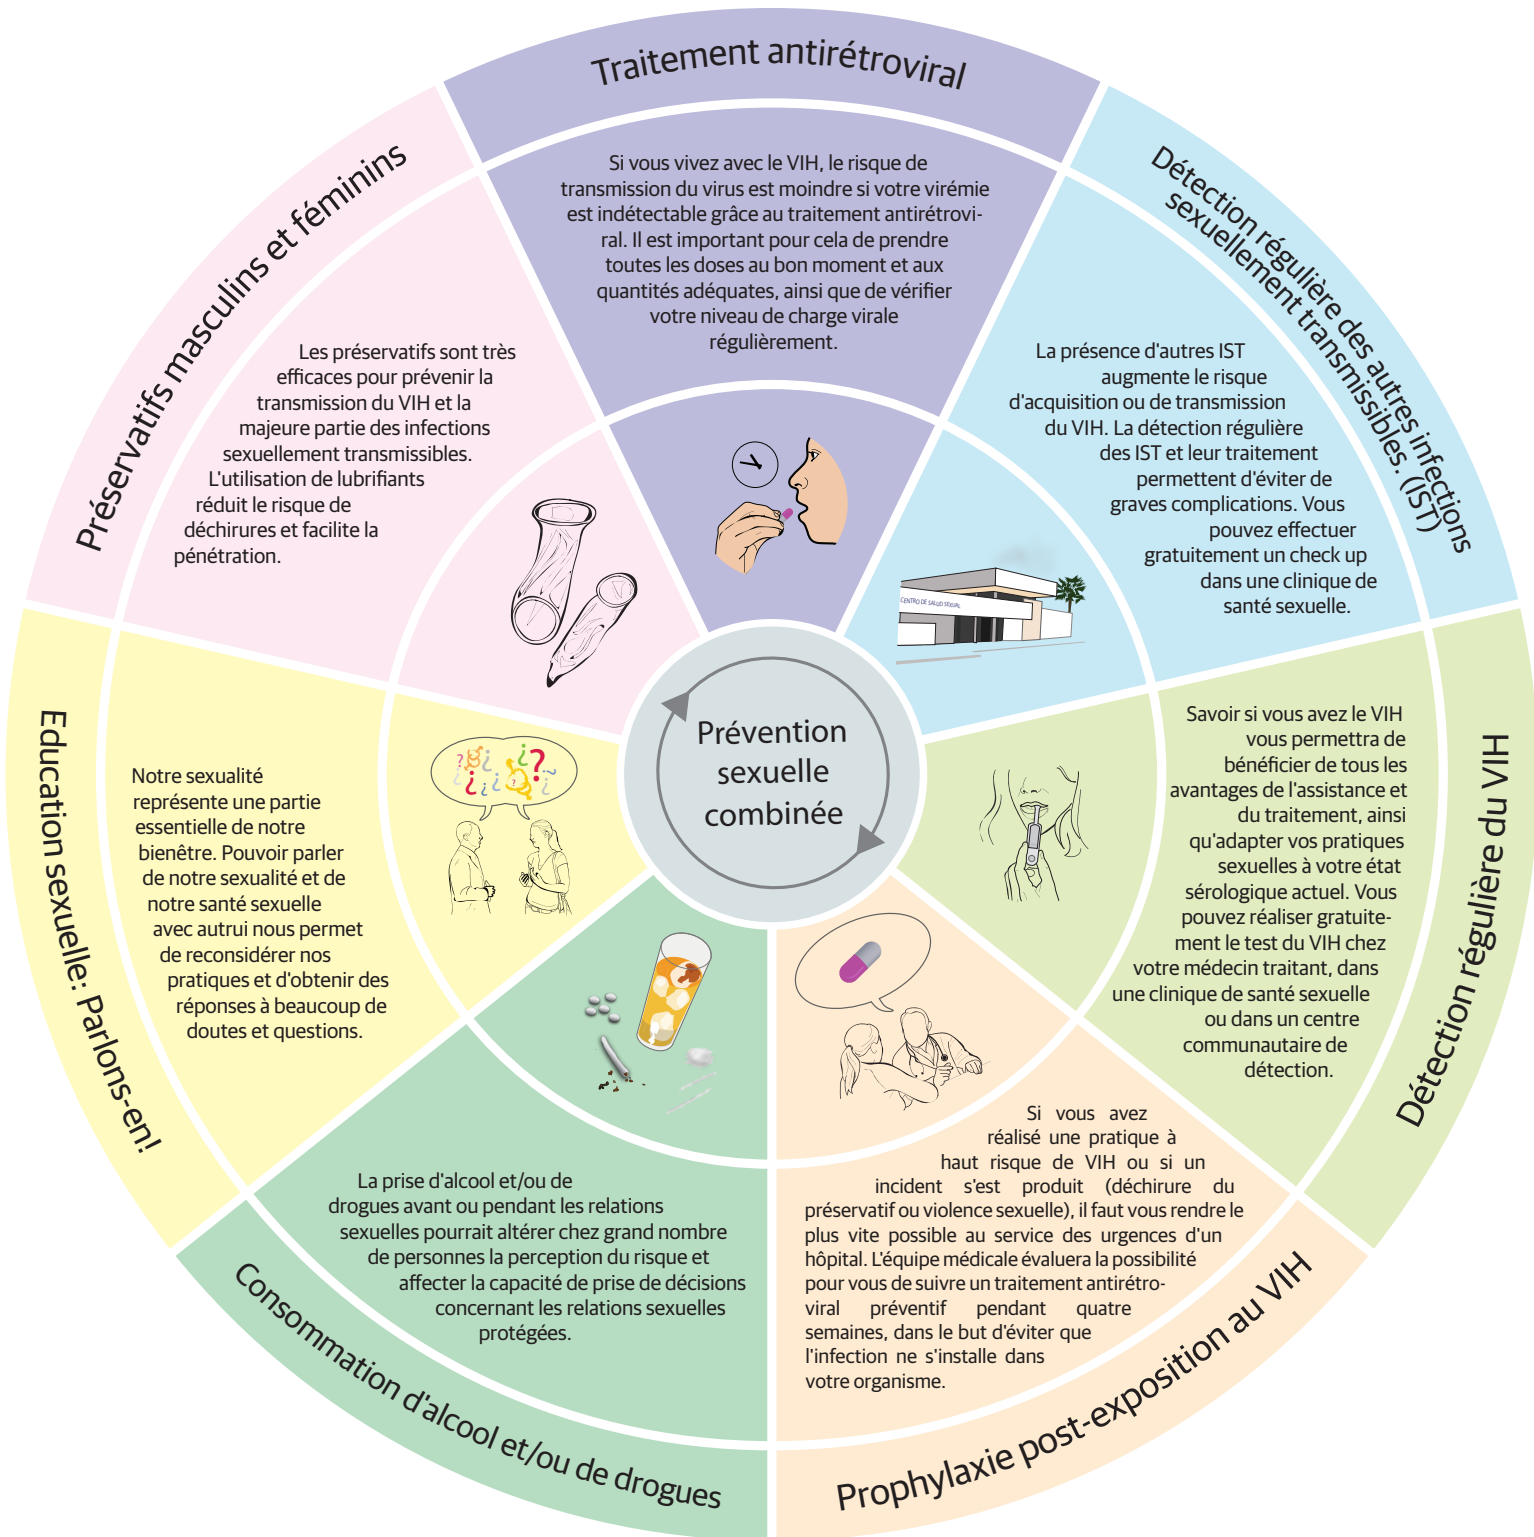 Traitement antirétroviral
Si vous vivez avec le VIH, le risque de
transmission du virus est moindre si votre virémie
est indétectable grâce au traitement antirétrovi-
ral. Il est important pour cela de prendre
toutes les doses au bon moment et aux
quantités adéquates, ainsi que de vérifier
votre niveau de charge virale
régulièrement.
Détection régulière des autres infections
sexuellement transmissibles. (IST)
La présence d'autres IST
augmente le risque
d'acquisition ou de transmission
du VIH. La détection régulière
des IST et leur traitement
permettent d'éviter de
graves complications. Vous
pouvez effectuer
gratuitement un check up
dans une clinique de
santé sexuelle.
CENTRO DE SALUD SEXUAL
Détection régulière du VIH
Savoir si vous avez le VIH
vous permettra de
bénéficier de tous les
avantages de l'assistance et
du traitement, ainsi
qu'adapter vos pratiques
sexuelles à votre état
sérologique actuel. Vous
pouvez réaliser gratuite-
ment le test du VIH chez
votre médecin traitant, dans
une clinique de santé sexuelle
ou dans un centre
communautaire de
détection.
Prophylaxie post-exposition au VIH
Si vous avez
réalisé une pratique à
haut risque de VIH ou si un
incident s'est produit (déchirure du
préservatif ou violence sexuelle), il faut vous rendre le
plus vite possible au service des urgences d'un
hôpital. L'équipe médicale évaluera la possibilité
pour vous de suivre un traitement antirétro-
viral préventif pendant quatre
semaines, dans le but d'éviter que
l'infection ne s'installe dans
votre organisme.
Consommation d'alcool et/ou de drogues
La prise d'alcool et/ou de
drogues avant ou pendant les relations
sexuelles pourrait altérer chez grand nombre
de personnes la perception du risque et
affecter la capacité de prise de décisions
concernant les relations sexuelles
protégées.
Education sexuelle: Parlons-en!
Notre sexualité
représente une partie
essentielle de notre
bienêtre. Pouvoir parler
de notre sexualité et de
notre santé sexuelle
avec autrui nous permet
de reconsidérer nos
pratiques et d'obtenir des
réponses à beaucoup de
doutes et questions.
Préservatifs masculins et féminins
Les préservatifs sont très
efficaces pour prévenir la
transmission du VIH et la
majeure partie des infections
sexuellement transmissibles.
L'utilisation de lubrifiants
réduit le risque de
déchirures et facilite la
pénétration.
Prévention
sexuelle
combinée